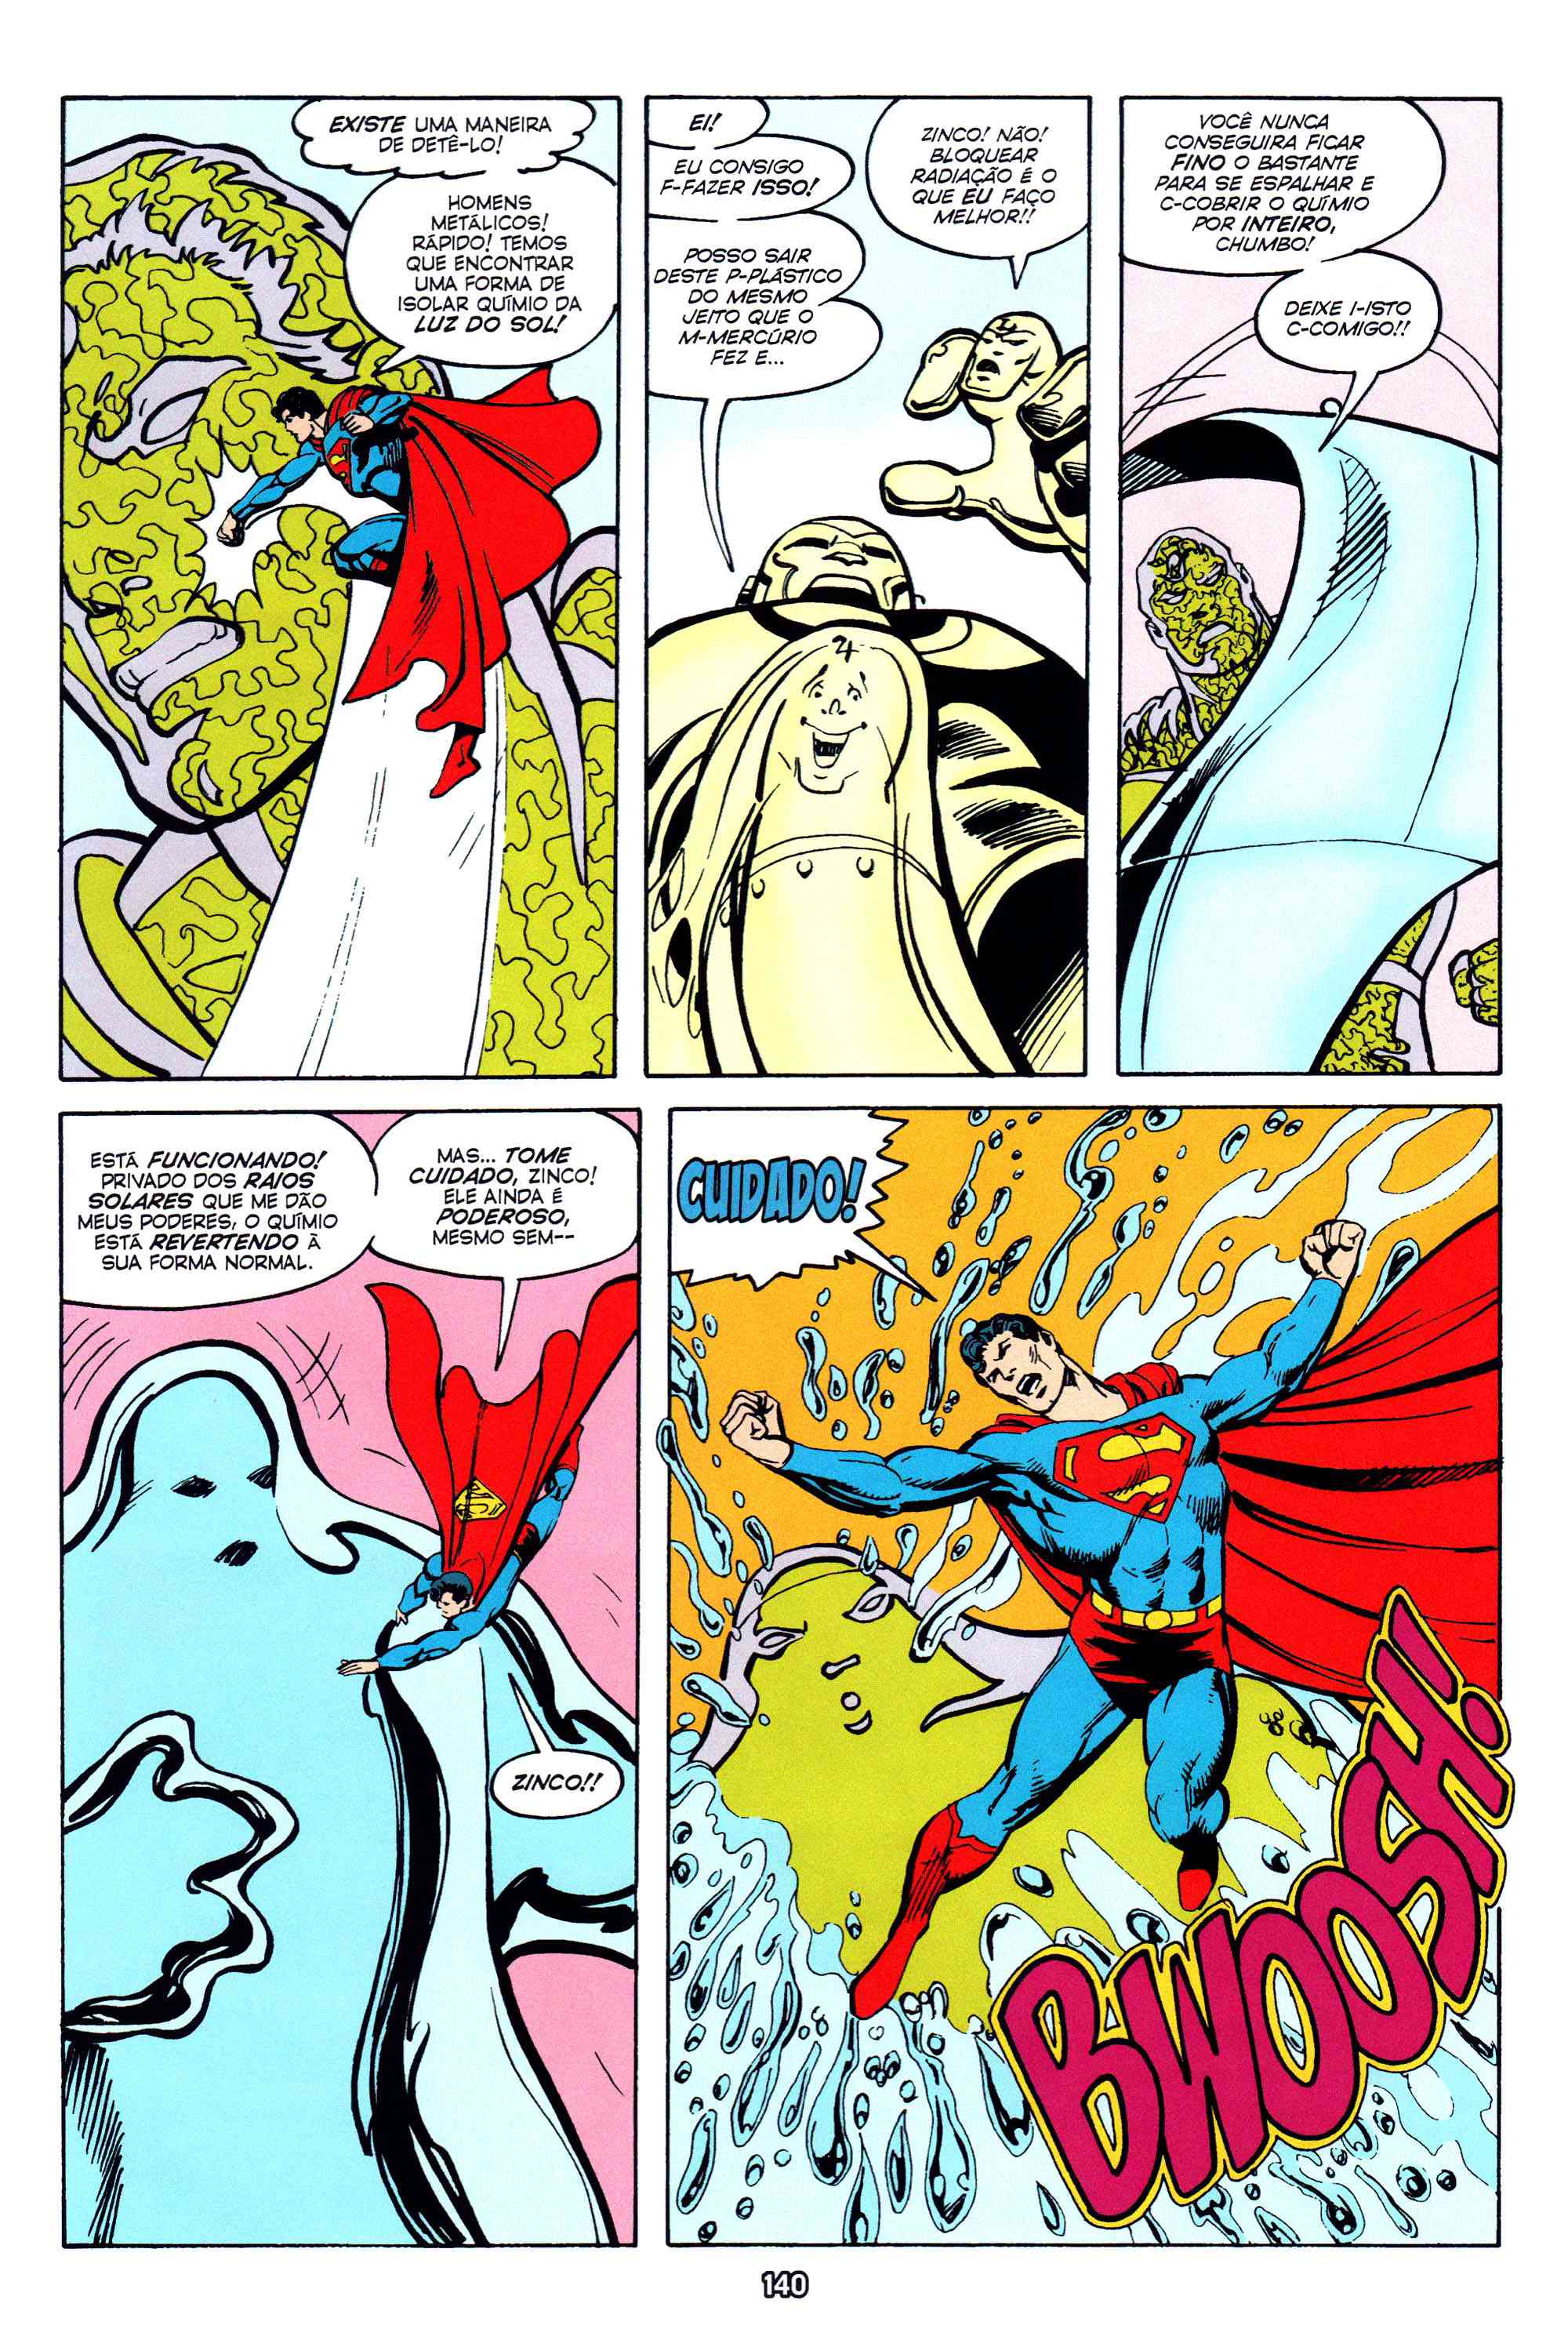 EXISTE UMA MANEIRA
DE DETÊ-LO!
HOMENS
METÁLICOS!
RÁPIDO! TEMOS
QUE ENCONTRAR
UMA FORMA DE
ISOLAR QUÍMIO DA
LUZ DO SOL!
EI!
EU CONSIGO
F-FAZER ISSO!
POSSO SAIR
DESTE P-PLÁSTICO
DO MESMO
JEITO QUE O
M-MERCÚRIO
FEZ E...
ZINCO! NÃO!
BLOQUEAR
RADIAÇÃO É O
QUE EU FAÇO
MELHOR!!
VOCÊ NUNCA
CONSEGUIRA FICAR
FINO O BASTANTE
PARA SE ESPALHAR E
C-COBRIR O QUÍMIO
POR INTEIRO,
CHUMBO!
DEIXE I-ISTO
C-COMIGO!!
ESTÁ FUNCIONANDO!
PRIVADO DOS RAIOS
SOLARES QUE ME DÃO
MEUS PODERES, O QUÍMIO
ESTÁ REVERTENDO À
SUA FORMA NORMAL.
MAS... TOME
CUIDADO, ZINCO!
ELE AINDA É
PODEROSO,
MESMO SEM--
ZINCO!!
CUIDADO!
BWOOSH!
140